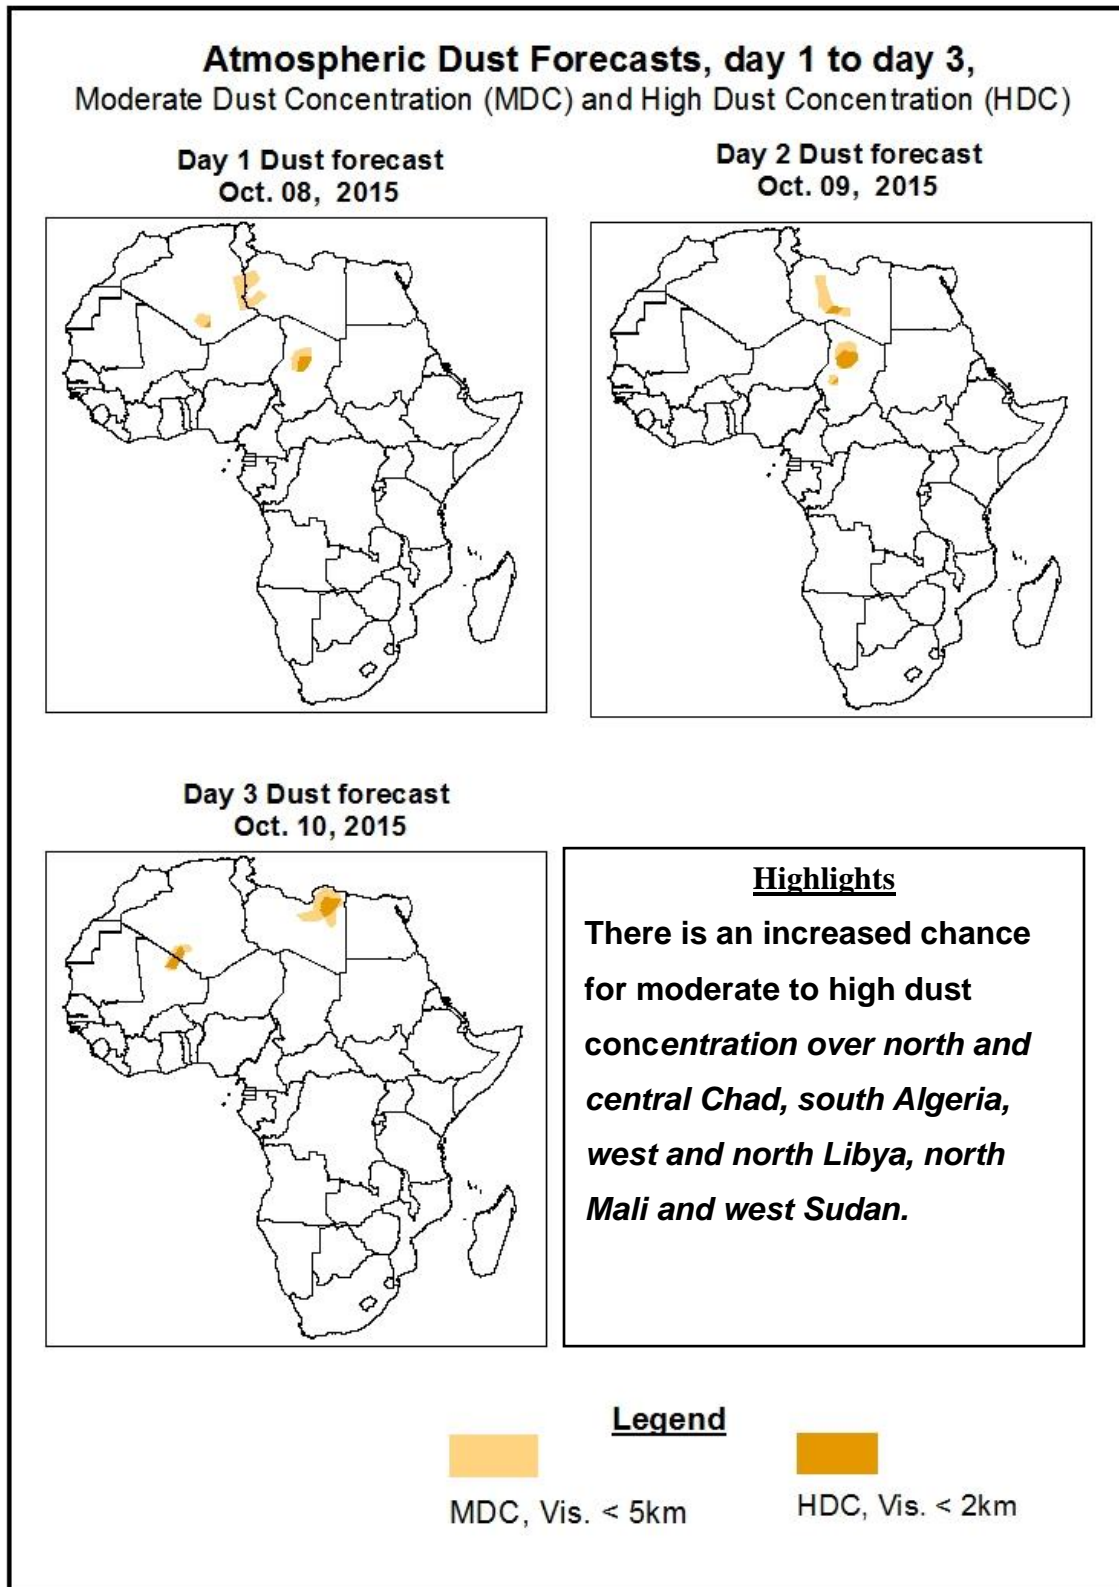 Atmospheric Dust Forecasts, day 1 to day 3,
Moderate Dust Concentration (MDC) and High Dust Concentration (HDC)
Day 1 Dust forecast
Oct. 08, 2015
Day 2 Dust forecast
Oct. 09, 2015
Day 3 Dust forecast
Oct. 10, 2015
Highlights
There is an increased chance
for moderate to high dust
concentration over north and
central Chad, south Algeria,
west and north Libya, north
Mali and west Sudan.
Legend
MDC, Vis. < 5km
HDC, Vis. < 2km